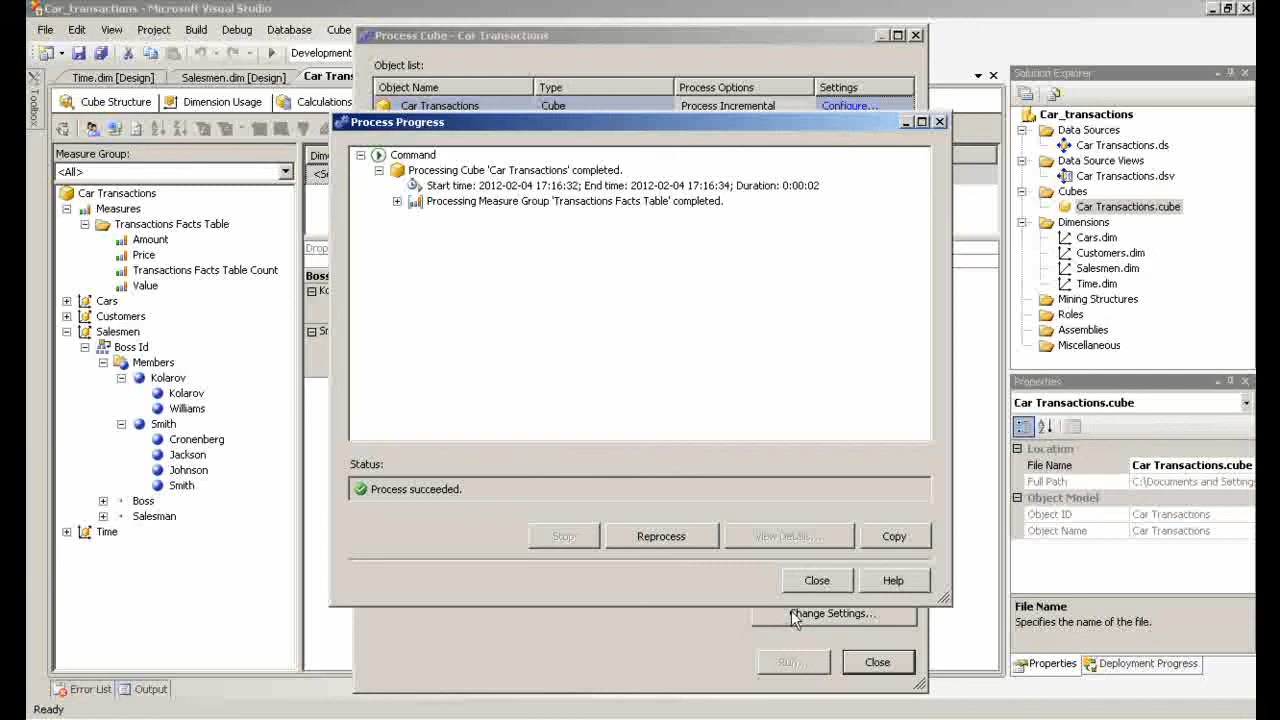 Car_transactions - Microsoft Visual Studio
File Edit View Project Build Debug Database Cube
Development
Toolbox
Time.dim [Design] Salesmen.dim [Design] Car Trans
Cube Structure Dimension Usage Calculations
Measure Group:
<All>
Car Transactions
Measures
Transactions Facts Table
Amount
Price
Transactions Facts Table Count
Value
Cars
Customers
Salesmen
Boss Id
Members
Kolarov
Kolarov
Williams
Smith
Cronenberg
Jackson
Johnson
Smith
Boss
Salesman
Time
Error List Output
Ready
Dim
<S
Drop
Boss
Ko
Sm
Process Cube - Car Transactions
Object list:
Object Name Type Process Options Settings
Car Transactions Cube Process Incremental Configure...
Process Progress
Command
Processing Cube 'Car Transactions' completed.
Start time: 2012-02-04 17:16:32; End time: 2012-02-04 17:16:34; Duration: 0:00:02
Processing Measure Group 'Transactions Facts Table' completed.
Status:
Process succeeded.
Stop Reprocess View Details... Copy
Close Help
Change Settings...
Run... Close
Solution Explorer
Car_transactions
Data Sources
Car Transactions.ds
Data Source Views
Car Transactions.dsv
Cubes
Car Transactions.cube
Dimensions
Cars.dim
Customers.dim
Salesmen.dim
Time.dim
Mining Structures
Roles
Assemblies
Miscellaneous
Properties
Car Transactions.cube
Location
File Name Car Transactions.cube
Full Path C:\Documents and Settings
Object Model
Object ID Car Transactions
Object Name Car Transactions
File Name
Specifies the name of the file.
Properties Deployment Progress